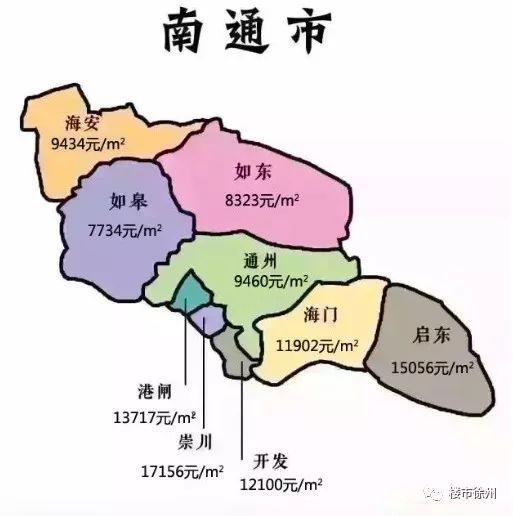 南通市
海安
9434元/m²
如东
8323元/m²
如皋
7734元/m²
通州
9460元/m²
海门
11902元/m²
启东
15056元/m²
港闸
13717元/m²
崇川
17156元/m²
开发
12100元/m²
楼市徐州